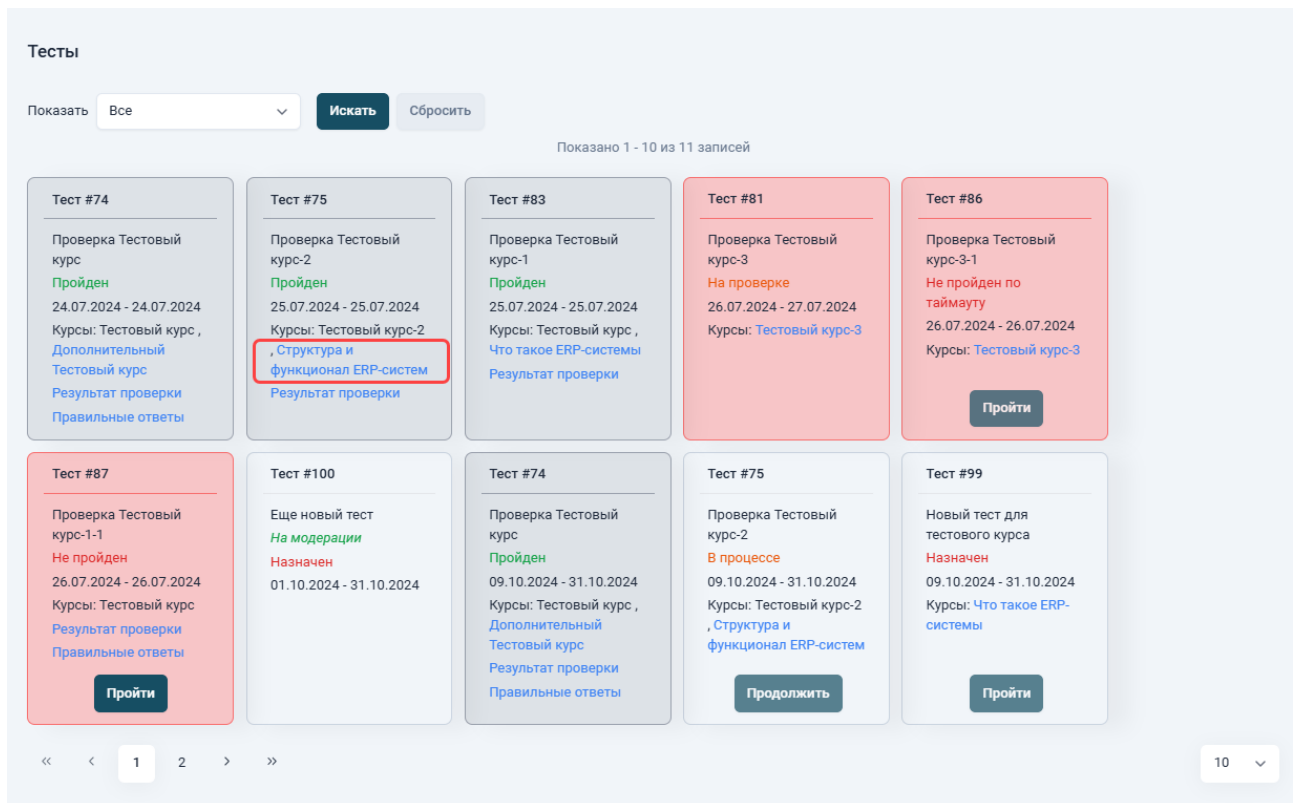 Тесты
Показать Все Искать Сбросить
Показано 1 - 10 из 11 записей
Тест #74
Проверка Тестовый
курс
Пройден
24.07.2024 - 24.07.2024
Курсы: Тестовый курс ,
Дополнительный
Тестовый курс
Результат проверки
Правильные ответы
Тест #75
Проверка Тестовый
курс-2
Пройден
25.07.2024 - 25.07.2024
Курсы: Тестовый курс-2
, Структура и
функционал ERP-систем
Результат проверки
Тест #83
Проверка Тестовый
курс-1
Пройден
25.07.2024 - 25.07.2024
Курсы: Тестовый курс ,
Что такое ERP-системы
Результат проверки
Тест #81
Проверка Тестовый
курс-3
На проверке
26.07.2024 - 27.07.2024
Курсы: Тестовый курс-3
Тест #86
Проверка Тестовый
курс-3-1
Не пройден по
таймауту
26.07.2024 - 26.07.2024
Курсы: Тестовый курс-3
Пройти
Тест #87
Проверка Тестовый
курс-1-1
Не пройден
26.07.2024 - 26.07.2024
Курсы: Тестовый курс
Результат проверки
Правильные ответы
Пройти
Тест #100
Еще новый тест
На модерации
Назначен
01.10.2024 - 31.10.2024
Тест #74
Проверка Тестовый
курс
Пройден
09.10.2024 - 31.10.2024
Курсы: Тестовый курс ,
Дополнительный
Тестовый курс
Результат проверки
Правильные ответы
Тест #75
Проверка Тестовый
курс-2
В процессе
09.10.2024 - 31.10.2024
Курсы: Тестовый курс-2
, Структура и
функционал ERP-систем
Продолжить
Тест #99
Новый тест для
тестового курса
Назначен
09.10.2024 - 31.10.2024
Курсы: Что такое ERP-
системы
Пройти
« ‹ 1 2 › » 10